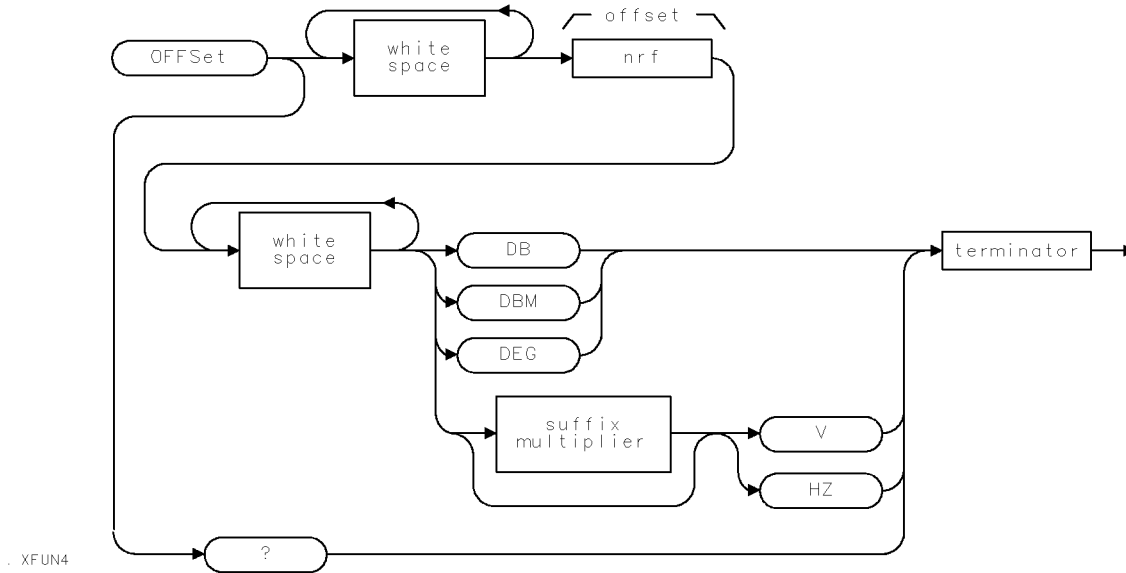 offset
OFFSet
white
space
nrf
white
space
DB
terminator
DBM
DEG
suffix
multiplier
V
HZ
?
. XFUN4